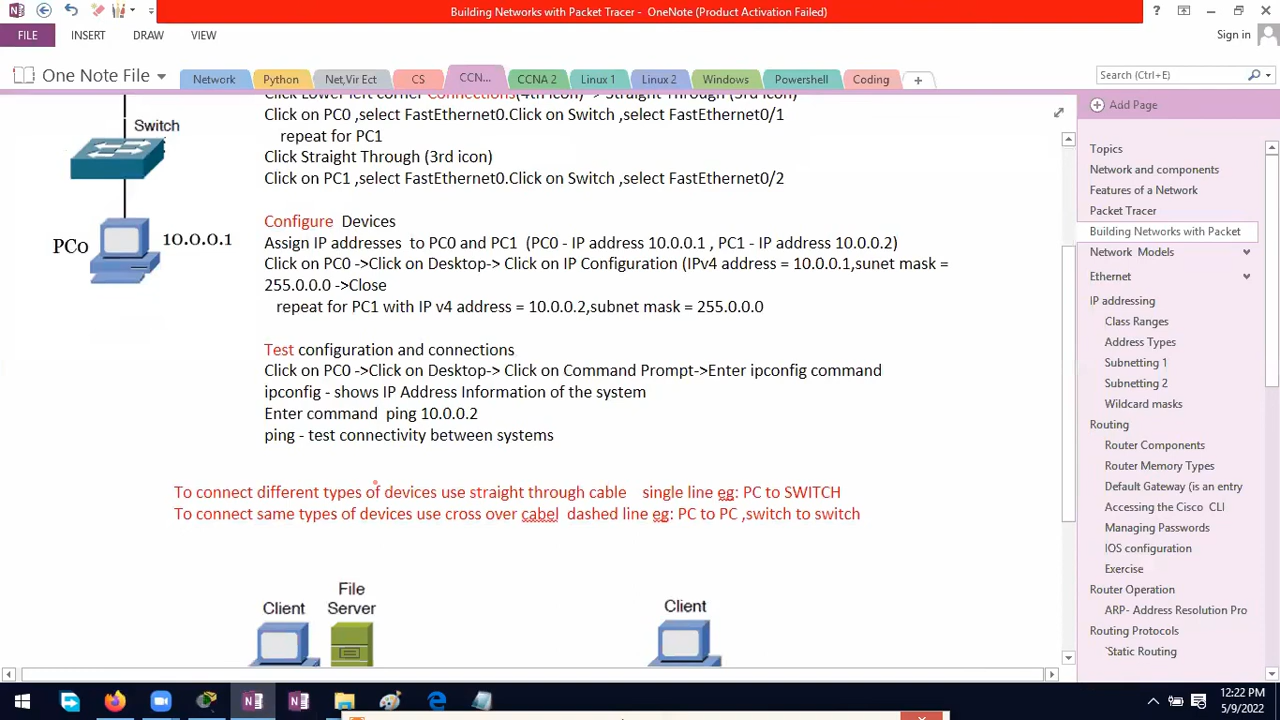 Building Networks with Packet Tracer - OneNote (Product Activation Failed)
FILE INSERT DRAW VIEW Sign in
One Note File Network Python Net,Vir Ect CS CCN... CCNA 2 Linux 1 Linux 2 Windows Powershell Coding Search (Ctrl+E)
Add Page
Click Lower left corner Connections(4th icon) -> Straight Through (3rd icon)
Click on PC0 ,select FastEthernet0.Click on Switch ,select FastEthernet0/1
repeat for PC1
Click Straight Through (3rd icon)
Click on PC1 ,select FastEthernet0.Click on Switch ,select FastEthernet0/2
Switch
PC0
10.0.0.1
Configure Devices
Assign IP addresses to PC0 and PC1 (PC0 - IP address 10.0.0.1 , PC1 - IP address 10.0.0.2)
Click on PC0 ->Click on Desktop-> Click on IP Configuration (IPv4 address = 10.0.0.1,sunet mask =
255.0.0.0 ->Close
repeat for PC1 with IP v4 address = 10.0.0.2,subnet mask = 255.0.0.0
Test configuration and connections
Click on PC0 ->Click on Desktop-> Click on Command Prompt->Enter ipconfig command
ipconfig - shows IP Address Information of the system
Enter command ping 10.0.0.2
ping - test connectivity between systems
To connect different types of devices use straight through cable single line eg: PC to SWITCH
To connect same types of devices use cross over cabel dashed line eg: PC to PC ,switch to switch
Client
File
Server
Client
Topics
Network and components
Features of a Network
Packet Tracer
Building Networks with Packet
Network Models
Ethernet
IP addressing
Class Ranges
Address Types
Subnetting 1
Subnetting 2
Wildcard masks
Routing
Router Components
Router Memory Types
Default Gateway (is an entry
Accessing the Cisco CLI
Managing Passwords
IOS configuration
Exercise
Router Operation
ARP- Address Resolution Pro
Routing Protocols
'Static Routing
12:22 PM
5/9/2022